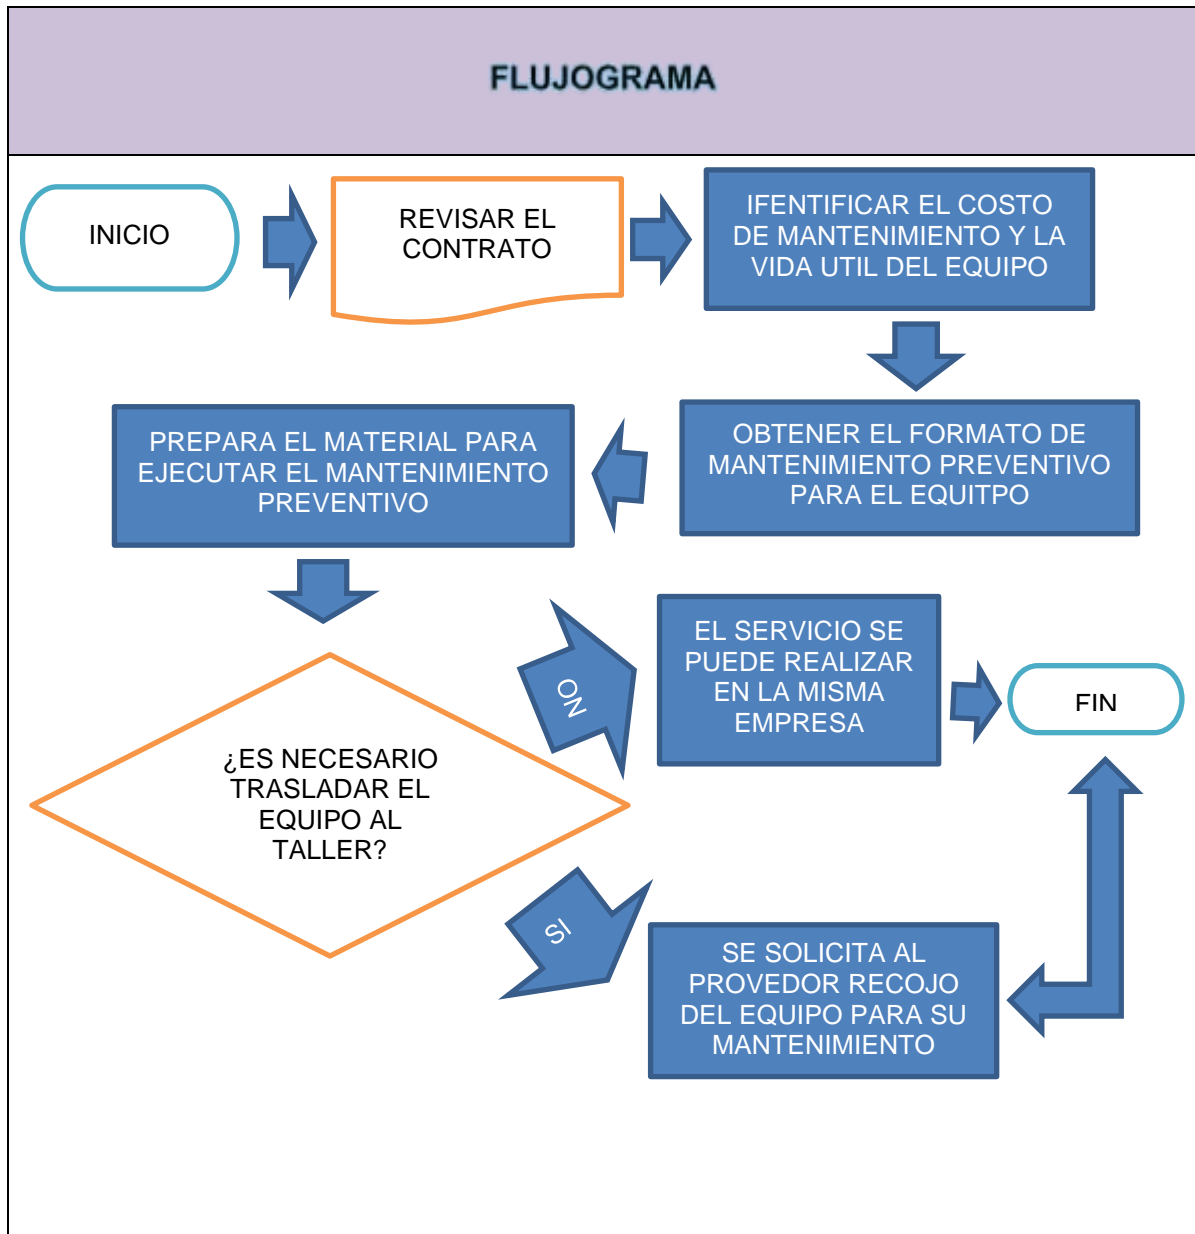 FLUJOGRAMA
INICIO
REVISAR EL
CONTRATO
IFENTIFICAR EL COSTO
DE MANTENIMIENTO Y LA
VIDA UTIL DEL EQUIPO
OBTENER EL FORMATO DE
MANTENIMIENTO PREVENTIVO
PARA EL EQUITPO
PREPARA EL MATERIAL PARA
EJECUTAR EL MANTENIMIENTO
PREVENTIVO
¿ES NECESARIO
TRASLADAR EL
EQUIPO AL
TALLER?
NO
EL SERVICIO SE
PUEDE REALIZAR
EN LA MISMA
EMPRESA
FIN
SI
SE SOLICITA AL
PROVEDOR RECOJO
DEL EQUIPO PARA SU
MANTENIMIENTO